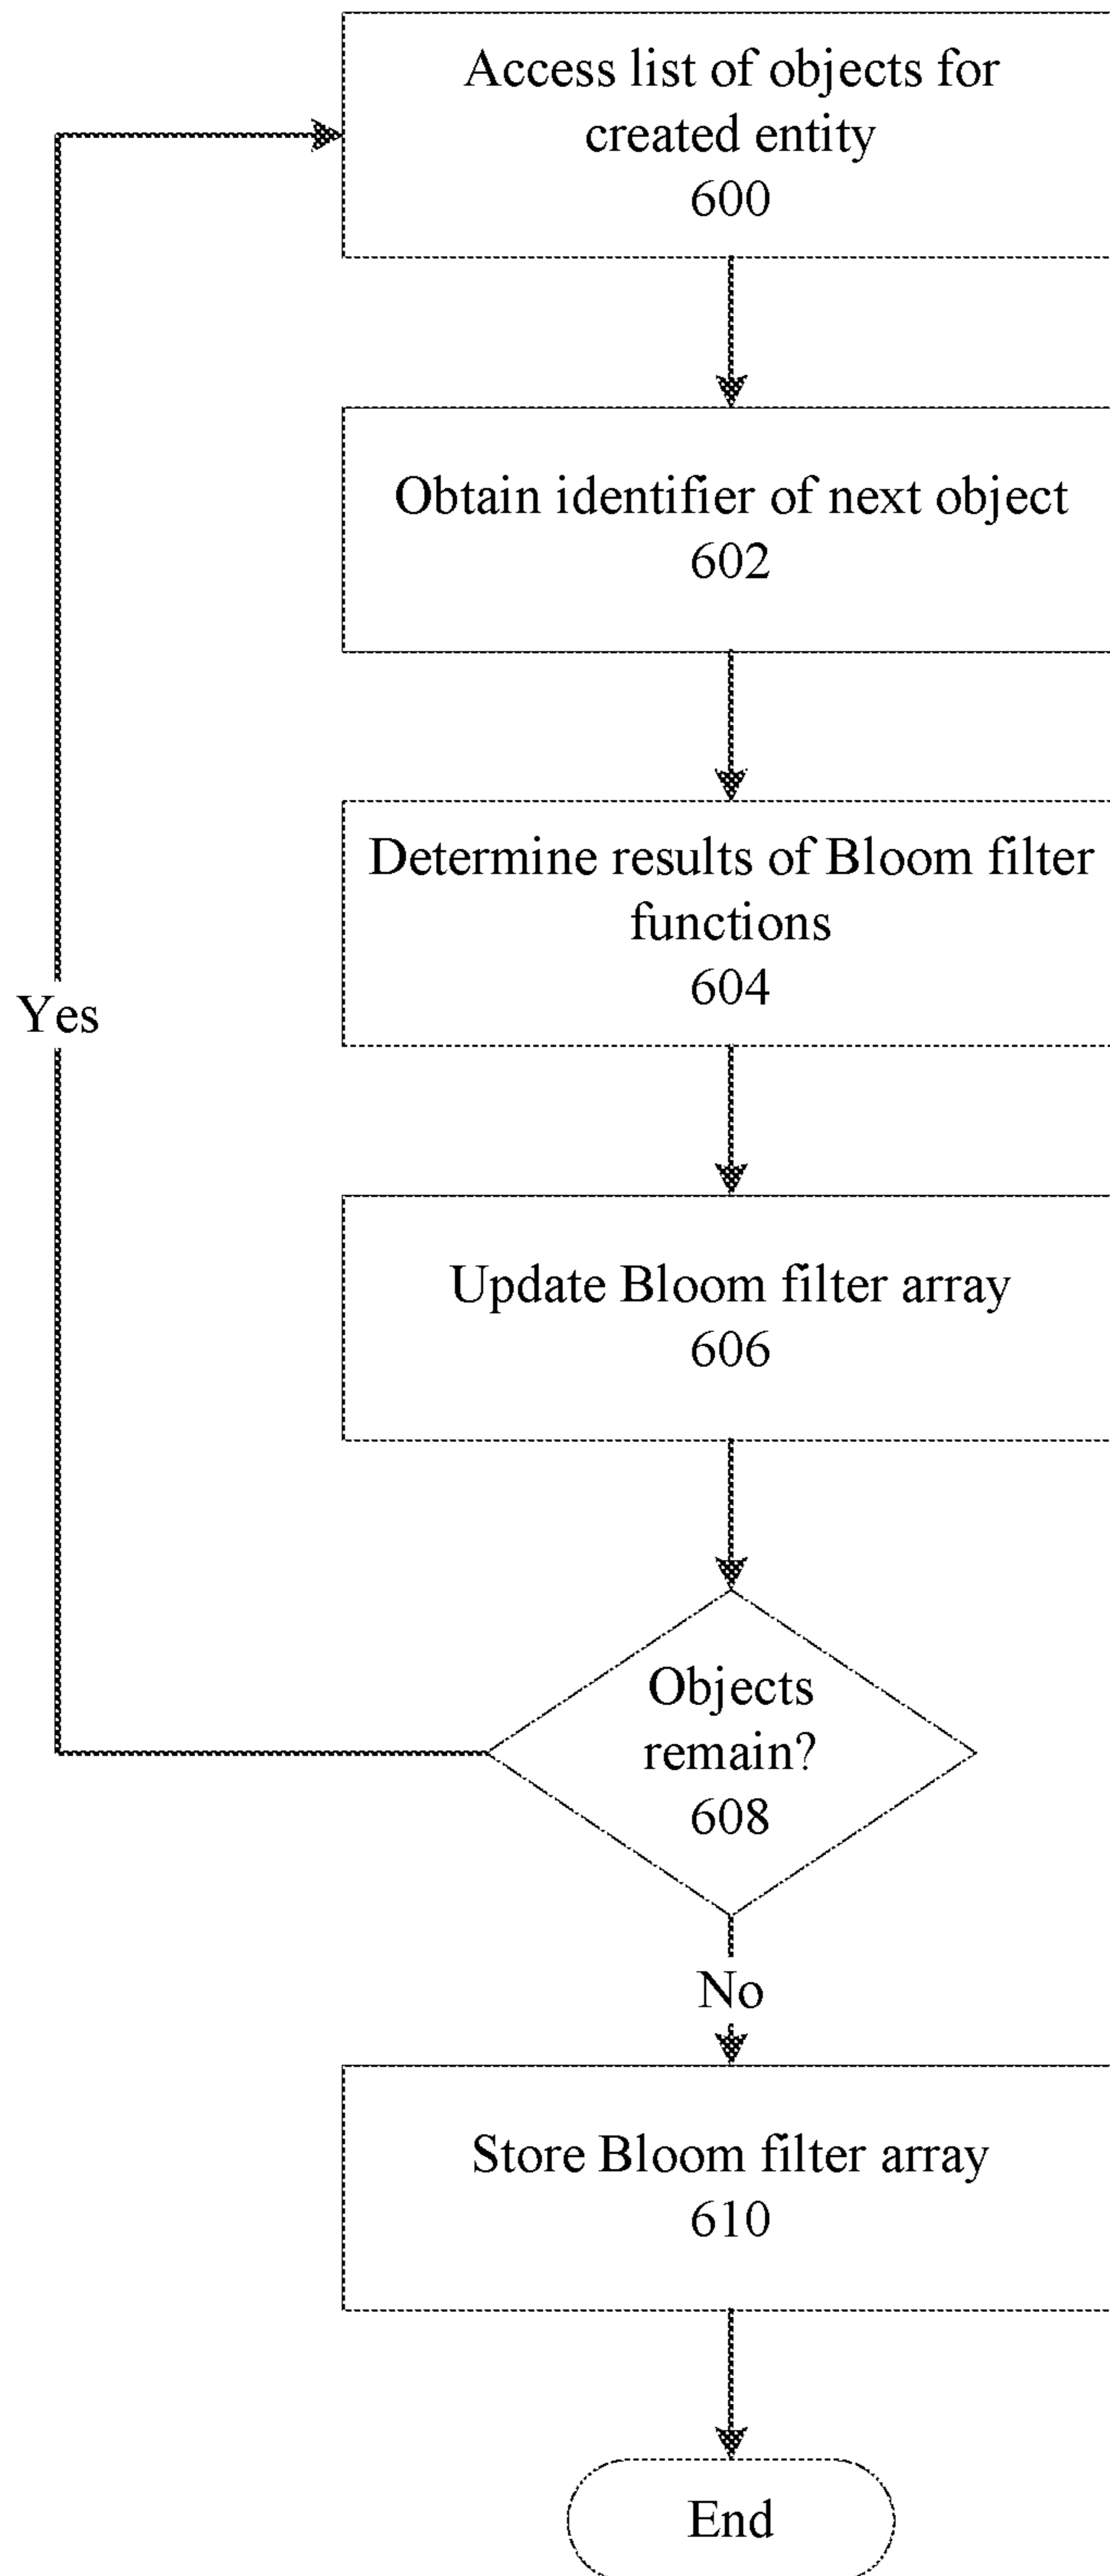 Access list of objects for
created entity
600
Obtain identifier of next object
602
Determine results of Bloom filter
functions
604
Yes
Update Bloom filter array
606
Objects
remain?
608
No
Store Bloom filter array
610
End